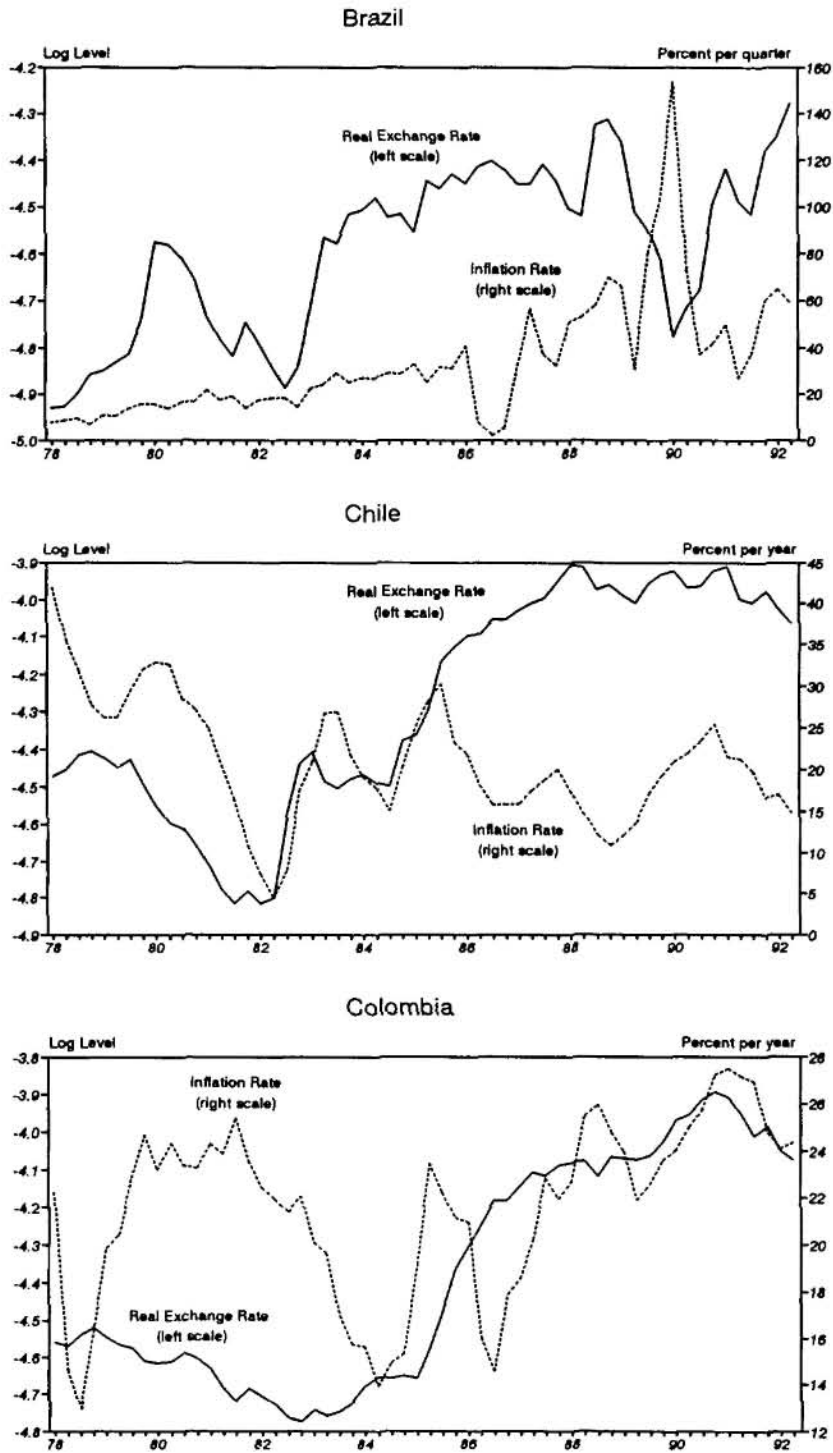 Brazil
Log Level
Percent per quarter
-4.2
-4.3
-4.4
-4.5
-4.6
-4.7
-4.8
-4.9
-5.0
160
140
120
100
80
60
40
20
0
Real Exchange Rate
(left scale)
Inflation Rate
(right scale)
78 80 82 84 86 88 90 92
Chile
Log Level
Percent per year
-3.9
-4.0
-4.1
-4.2
-4.3
-4.4
-4.5
-4.6
-4.7
-4.8
-4.9
45
40
35
30
25
20
15
10
5
0
Real Exchange Rate
(left scale)
Inflation Rate
(right scale)
78 80 82 84 86 88 90 92
Colombia
Log Level
Percent per year
-3.8
-3.9
-4.0
-4.1
-4.2
-4.3
-4.4
-4.5
-4.6
-4.7
-4.8
28
26
24
22
20
18
16
14
12
Inflation Rate
(right scale)
Real Exchange Rate
(left scale)
78 80 82 84 86 88 90 92